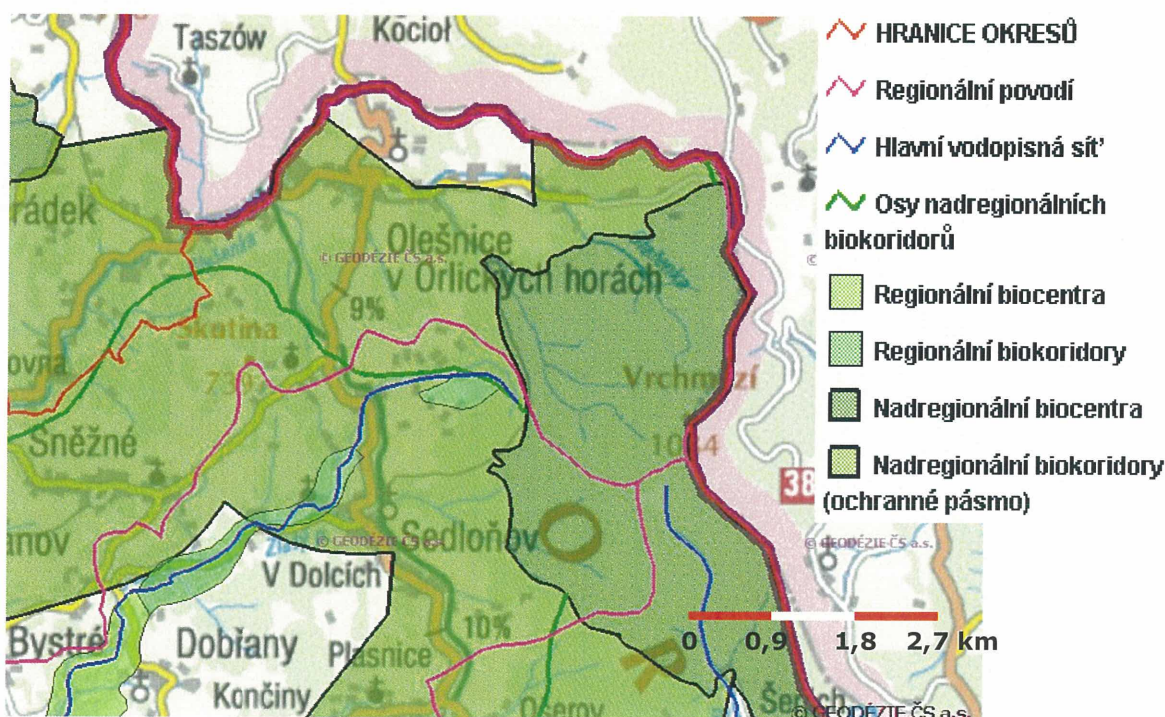 Taszów
Kocioł
rádek
Olešnice
v Orlických horách
© GEODÉZIE ČS a.s.
9%
Skutina
ovna
Vrchmezí
Sněžné
38
anov
Sedloňov
© GEODÉZIE ČS a.s.
© GEODÉZIE ČS a.s.
V Dolcích
Bystré
Dobřany
Plasnice
10%
Končiny
0 0,9 1,8 2,7 km
© GEODÉZIE ČS a.s.
HRANICE OKRESŮ
Regionální povodí
Hlavní vodopisná síť
Osy nadregionálních
biokoridorů
Regionální biocentra
Regionální biokoridory
Nadregionální biocentra
Nadregionální biokoridory
(ochranné pásmo)